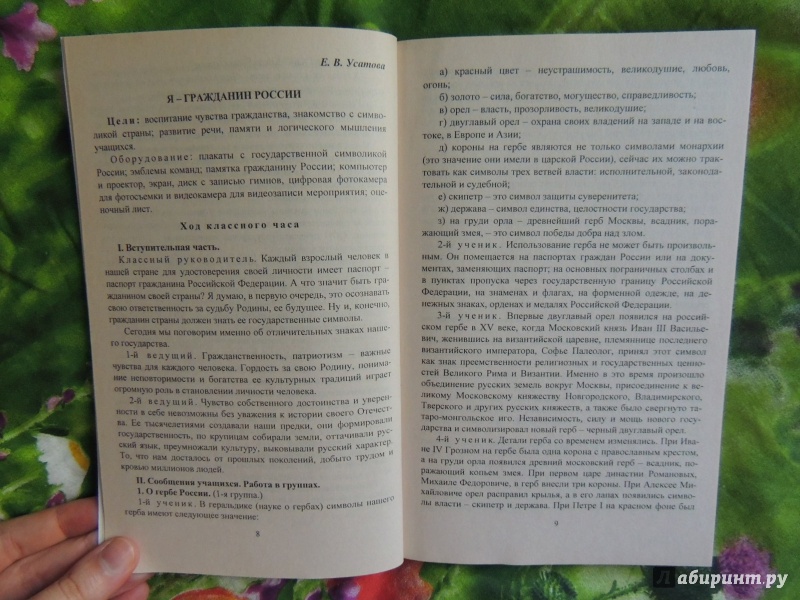 Е. В. Усатова
Я – ГРАЖДАНИН РОССИИ
Цели: воспитание чувства гражданства, знакомство с симво-
ликой страны; развитие речи, памяти и логического мышления
учащихся.
Оборудование: плакаты с государственной символикой
России; эмблемы команд; памятка гражданину России; компьютер
и проектор, экран, диск с записью гимнов, цифровая фотокамера
для фотосъемки и видеокамера для видеозаписи мероприятия; оце-
ночный лист.
Ход классного часа
I. Вступительная часть.
Классный руководитель. Каждый взрослый человек в
нашей стране для удостоверения своей личности имеет паспорт –
паспорт гражданина Российской Федерации. А что значит быть гра-
жданином своей страны? Я думаю, в первую очередь, это осознавать
свою ответственность за судьбу Родины, ее будущее. Ну и, конечно,
гражданин страны должен знать ее государственные символы.
Сегодня мы поговорим именно об отличительных знаках наше-
го государства.
1-й ведущий. Гражданственность, патриотизм – важные
чувства для каждого человека. Гордость за свою Родину, понима-
ние неповторимости и богатства ее культурных традиций играет
огромную роль в становлении личности человека.
2-й ведущий. Чувство собственного достоинства и уверен-
ности в себе невозможны без уважения к истории своего Отечест-
ва. Ее тысячелетиями создавали наши предки, они формировали
государственность, по крупицам собирали земли, оттачивали рус-
ский язык, преумножали культуру, выковывали русский характер.
То, что нам досталось от прошлых поколений, добыто трудом и
кровью миллионов людей.
II. Сообщения учащихся. Работа в группах.
1. О гербе России. (1-я группа.)
1-й ученик. В геральдике (науке о гербах) символы нашего
герба имеют следующее значение:
8
а) красный цвет – неустрашимость, великодушие, любовь,
огонь;
б) золото – сила, богатство, могущество, справедливость;
в) орел – власть, прозорливость, великодушие;
г) двуглавый орел – охрана своих владений на западе и на вос-
токе, в Европе и Азии;
д) короны на гербе являются не только символами монархии
(это значение они имели в царской России), сейчас их можно трак-
товать как символы трех ветвей власти: исполнительной, законода-
тельной и судебной;
е) скипетр – это символ защиты суверенитета;
ж) держава – символ единства, целостности государства;
з) на груди орла – древнейший герб Москвы, всадник, пора-
жающий змея, – это символ победы добра над злом.
2-й ученик. Использование герба не может быть произволь-
ным. Он помещается на паспортах граждан России или на доку-
ментах, заменяющих паспорт; на основных пограничных столбах и
в пунктах пропуска через государственную границу Российской
Федерации, на знаменах и флагах, на форменной одежде, на де-
нежных знаках, орденах и медалях Российской Федерации.
3-й ученик. Впервые двуглавый орел появился на россий-
ском гербе в XV веке, когда Московский князь Иван III Василье-
вич, женившись на византийской царевне, племяннице последнего
византийского императора, Софье Палеолог, принял этот символ
как знак преемственности религиозных и государственных ценно-
стей Великого Рима и Византии. Именно в это время произошло
объединение русских земель вокруг Москвы, присоединение к ве-
ликому Московскому княжеству Новгородского, Владимирского,
Тверского и других русских княжеств, а также было свергнуто та-
таро-монгольское иго. Независимость, силу и мощь нового госу-
дарства и символизировал новый герб – черный двуглавый орел.
4-й ученик. Детали герба со временем изменялись. При Ива-
не IV Грозном на гербе была одна корона с православным крестом,
а на груди орла появился древний московский герб – всадник, по-
ражающий копьем змея. При первом царе династии Романовых,
Михаиле Федоровиче, в герб внесли три короны. При Алексее Ми-
хайловиче орел расправил крылья, а в его лапах появились симво-
лы власти – скипетр и держава. При Петре I на красном фоне был
9
Лабиринт.ру